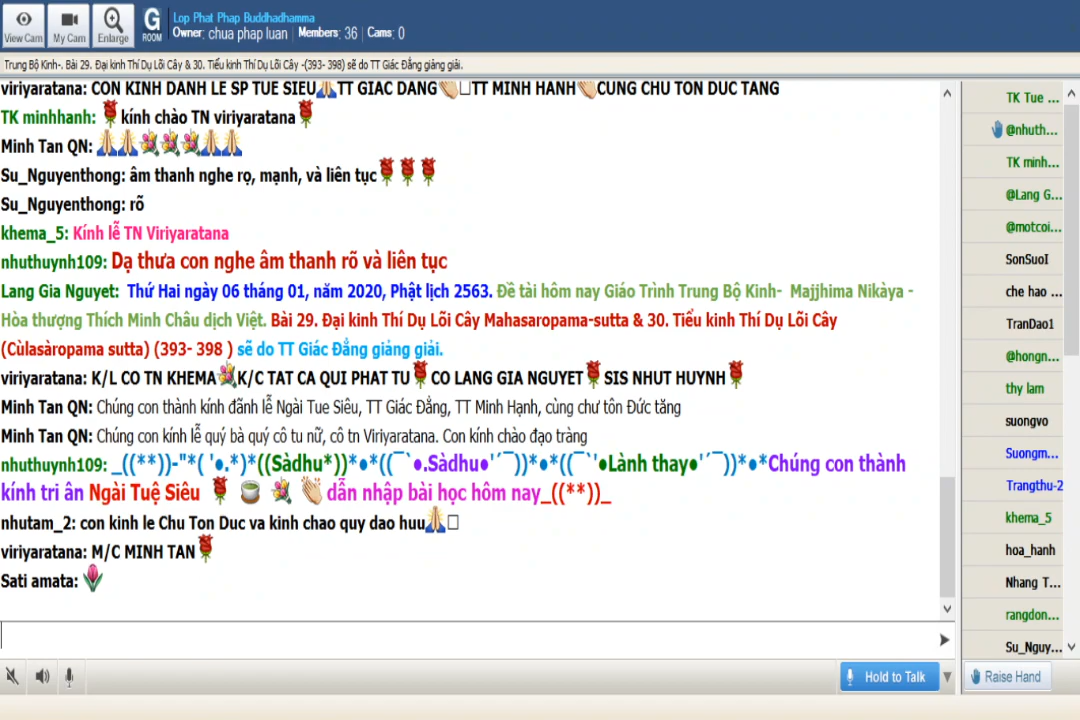 View Cam
My Cam
Enlarge
G
ROOM
Lop Phat Phap Buddhadhamma
Owner: chua phap luan | Members: 36 | Cams: 0
Trung Bộ Kinh-. Bài 29. Đại kinh Thí Dụ Lõi Cây & 30. Tiểu kinh Thí Dụ Lõi Cây -(393- 398) sẽ do TT Giác Đẳng giảng giải.
viriyaratana: CON KINH DANH LE SP TUE SIEU🙏TT GIAC DANG👏□TT MINH HANH👏CUNG CHU TON DUC TANG
TK minhhanh: 🌹kính chào TN viriyaratana🌹
Minh Tan QN: 🙏🙏💐💐💐🙏🙏
Su_Nguyenthong: âm thanh nghe rọ, mạnh, và liên tục🌹🌹🌹
Su_Nguyenthong: rõ
khema_5: Kính lễ TN Viriyaratana
nhuthuynh109: Dạ thưa con nghe âm thanh rõ và liên tục
Lang Gia Nguyet: Thứ Hai ngày 06 tháng 01, năm 2020, Phật lịch 2563. Đề tài hôm nay Giáo Trình Trung Bộ Kinh- Majjhima Nikàya -
Hòa thượng Thích Minh Châu dịch Việt. Bài 29. Đại kinh Thí Dụ Lõi Cây Mahasaropama-sutta & 30. Tiểu kinh Thí Dụ Lõi Cây
(Cùlasàropama sutta) (393- 398 ) sẽ do TT Giác Đẳng giảng giải.
viriyaratana: K/L CO TN KHEMA💐K/C TAT CA QUI PHAT TU🌹CO LANG GIA NGUYET🌹SIS NHUT HUYNH🌹
Minh Tan QN: Chúng con thành kính đãnh lễ Ngài Tue Siêu, TT Giác Đẳng, TT Minh Hạnh, cùng chư tôn Đức tăng
Minh Tan QN: Chúng con kính lễ quý bà quý cô tu nữ, cô tn Viriyaratana. Con kính chào đạo tràng
nhuthuynh109: _((**))-"*( '●.*)*((Sàdhu*))*●*((¯`●.Sàdhu●'´¯))*●*((¯`'●Lành thay●'´¯))*●*Chúng con thành
kính tri ân Ngài Tuệ Siêu 🌹 🍵 💐 👏 dẫn nhập bài học hôm nay_((**))_
nhutam_2: con kinh le Chu Ton Duc va kinh chao quy dao huu🙏□
viriyaratana: M/C MINH TAN🌹
Sati amata: 🌷
Hold to Talk
TK Tue ...
@nhuth...
TK minh...
@Lang G...
@motcoi...
SonSuoI
che hao ...
TranDao1
@hongn...
thy lam
suongvo
Suongm...
Trangthu-2
khema_5
hoa_hanh
Nhang T...
rangdon...
Su_Nguy...
Raise Hand